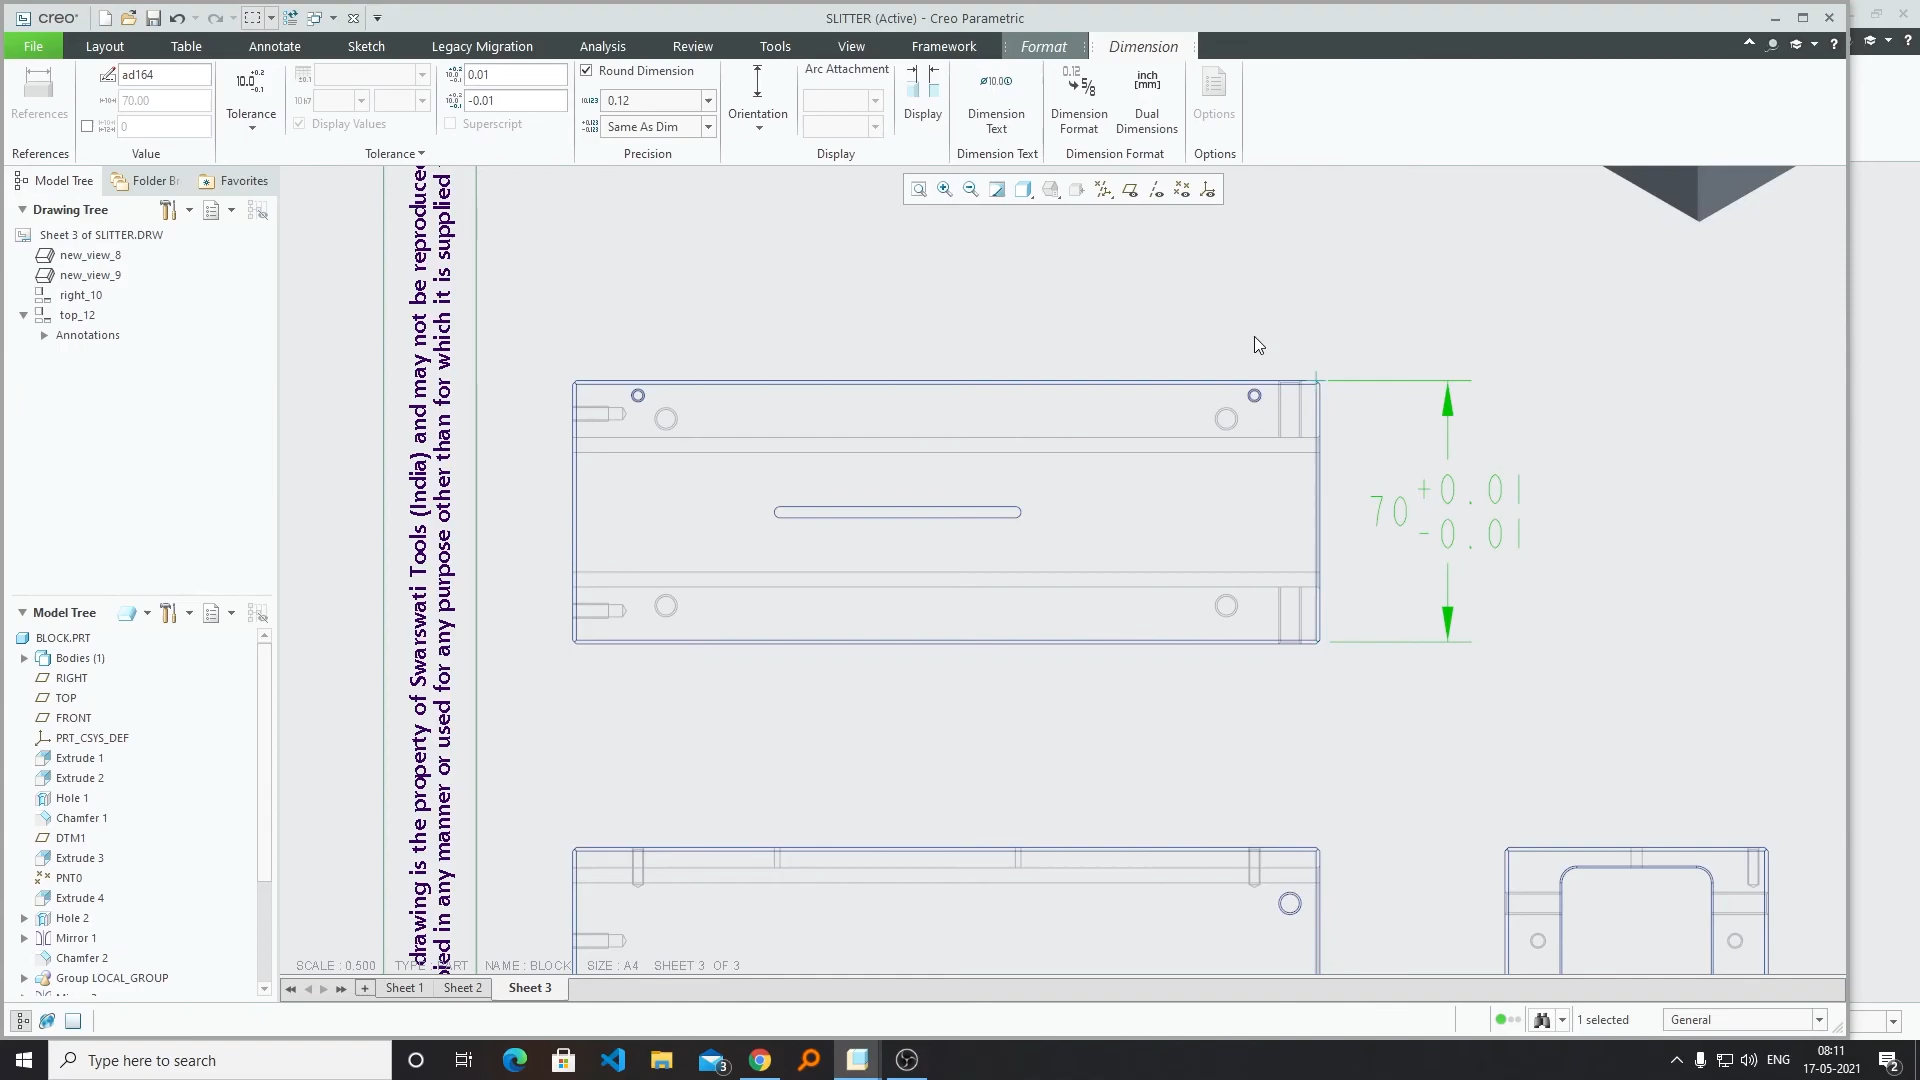 creo
SLITTER (Active) - Creo Parametric
File
Layout
Table
Annotate
Sketch
Legacy Migration
Analysis
Review
Tools
View
Framework
Format
Dimension
References
References
ad164
70.00
0
Value
Tolerance
Display Values
0.01
-0.01
Superscript
Tolerance
Round Dimension
0.12
Same As Dim
Precision
Orientation
Arc Attachment
Display
Display
Dimension
Text
Dimension Text
Dimension
Format
inch
[mm]
Dual
Dimensions
Dimension Format
Options
Options
Model Tree
Folder Br
Favorites
Drawing Tree
Sheet 3 of SLITTER.DRW
new_view_8
new_view_9
right_10
top_12
Annotations
Model Tree
BLOCK.PRT
Bodies (1)
RIGHT
TOP
FRONT
PRT_CSYS_DEF
Extrude 1
Extrude 2
Hole 1
Chamfer 1
DTM1
Extrude 3
PNT0
Extrude 4
Hole 2
Mirror 1
Chamfer 2
Group LOCAL_GROUP
drawing is the property of Swarswati Tools (India) and may not be reproduced
ied in any manner or used for any purpose other than for which it is supplied
70 +0.01
-0.01
SCALE : 0.500
NAME : BLOCK
SIZE : A4
SHEET 3 OF 3
Sheet 1
Sheet 2
Sheet 3
1 selected
General
Type here to search
3
ENG
08:11
17-05-2021
2